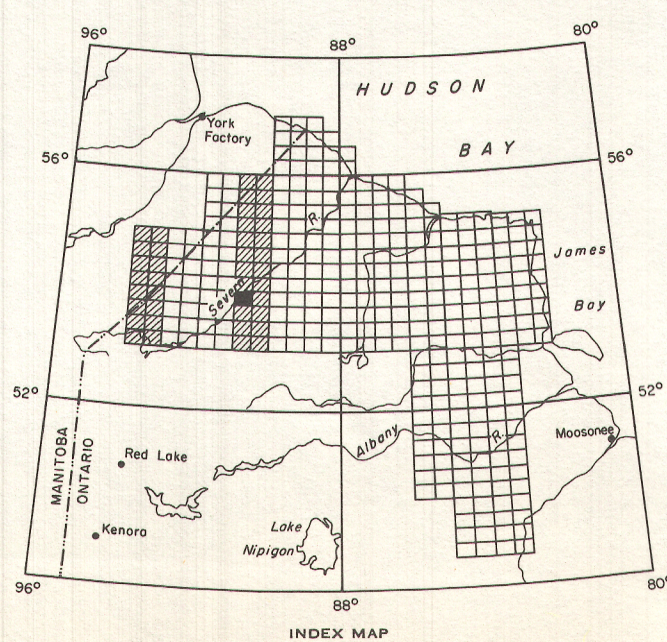 96°
88°
80°
HUDSON
BAY
York
Factory
56°
56°
R.
James
Bay
Severn
52°
52°
MANITOBA
ONTARIO
Red Lake
Albany
R.
Moosonee
Kenora
Lake
Nipigon
96°
88°
80°
INDEX MAP